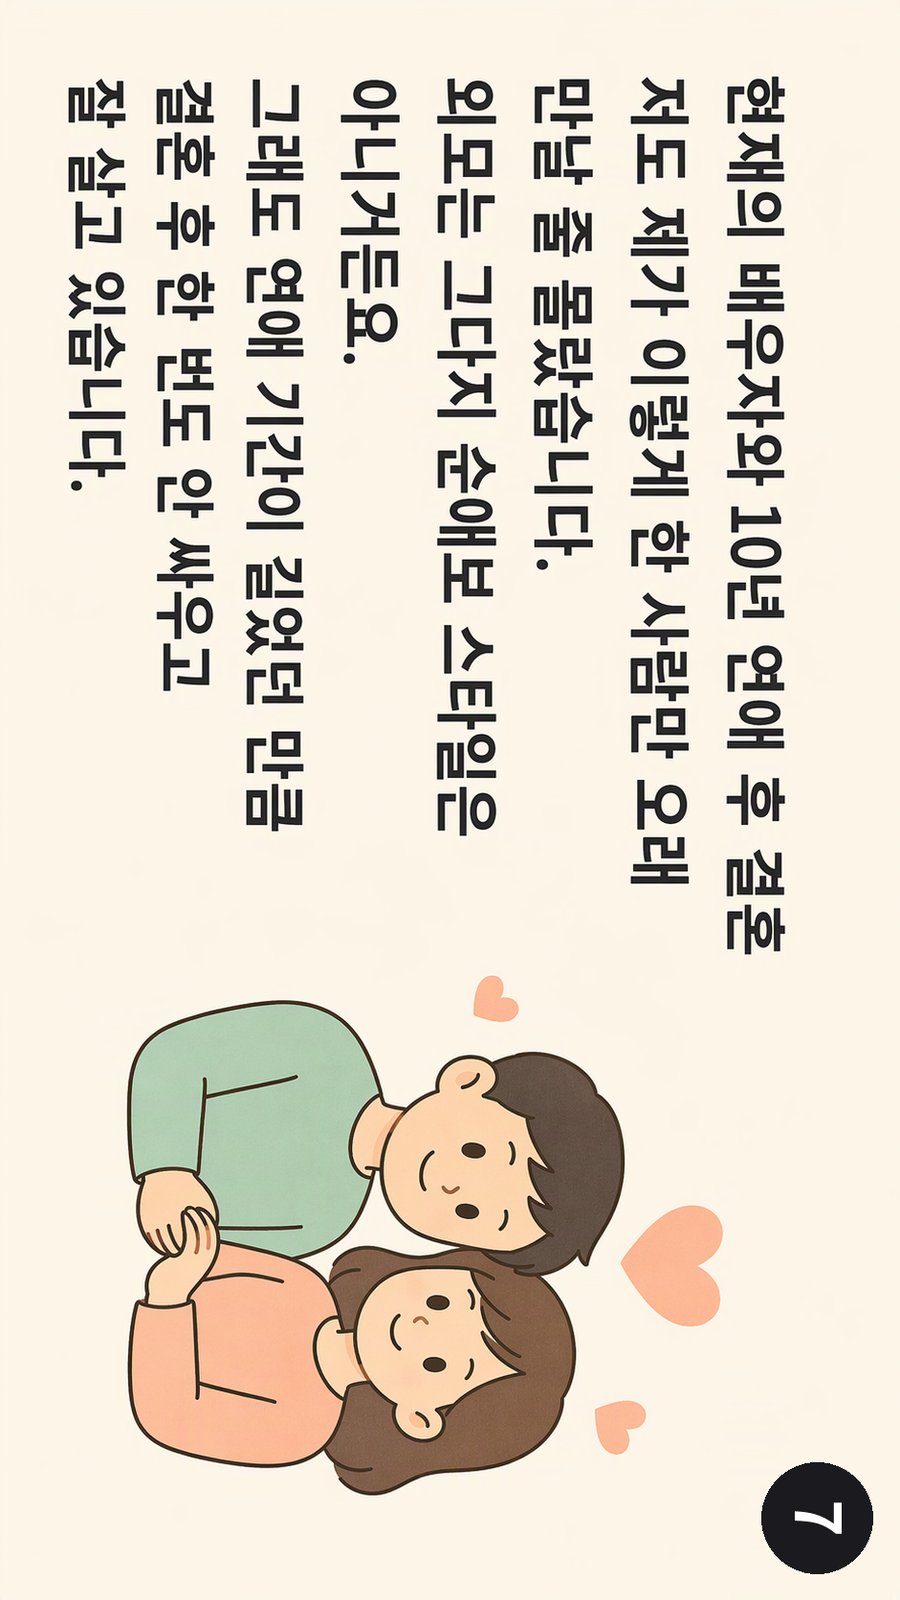 현재의 배우자와 10년 연애 후 결혼
저도 제가 이렇게 한 사람만 오래
만날 줄 몰랐습니다.
외모는 그다지 순애보 스타일은
아니거든요.
그래도 연애 기간이 길었던 만큼
결혼 후 한 번도 안 싸우고
잘 살고 있습니다.
7